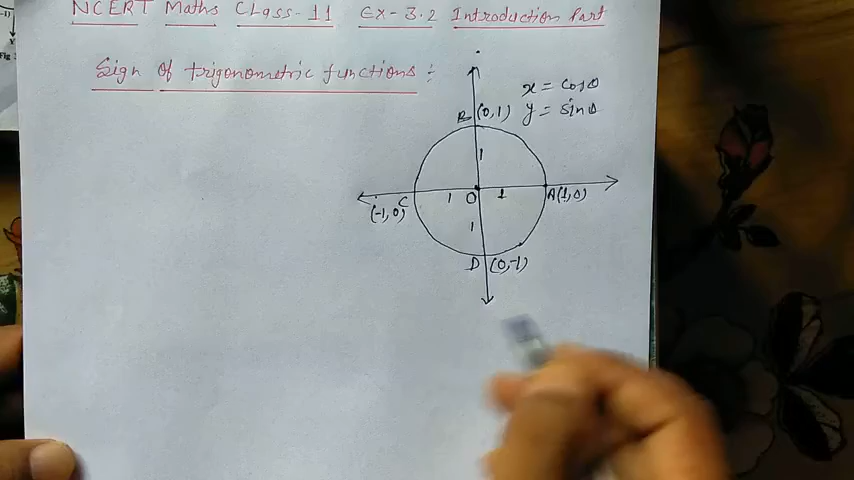 NCERT Maths Class-11 Ex-3.2 Introduction Part
Sign of trigonometric functions :
x = cosθ
y = sinθ
B (0,1)
1
C 1 O 1 A(1,0)
(-1,0)
1
D (0,-1)